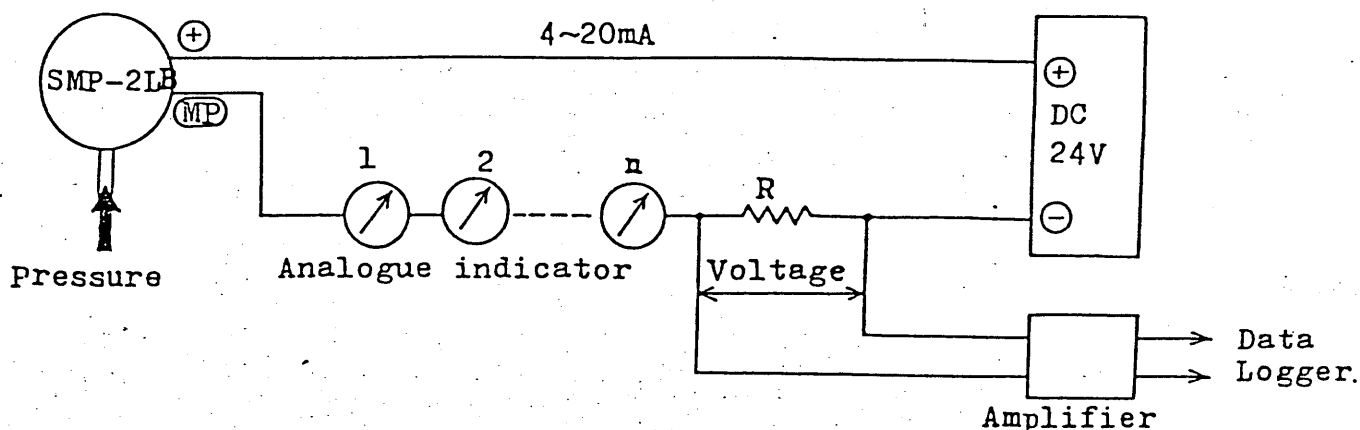 4~20mA
⊕
SMP-2LB
MP
⊕
DC
24V
⊖
1 2 n R
Analogue indicator
Voltage
Pressure
Data
Logger.
Amplifier